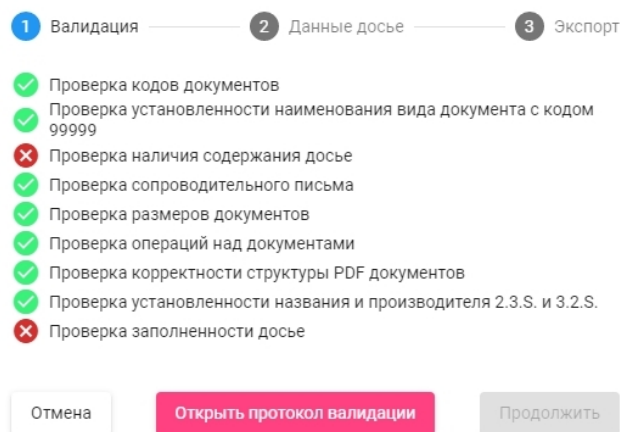 1 Валидация 2 Данные досье 3 Экспорт
Проверка кодов документов
Проверка установленности наименования вида документа с кодом
99999
Проверка наличия содержания досье
Проверка сопроводительного письма
Проверка размеров документов
Проверка операций над документами
Проверка корректности структуры PDF документов
Проверка установленности названия и производителя 2.3.S. и 3.2.S.
Проверка заполненности досье
Отмена Открыть протокол валидации Продолжить